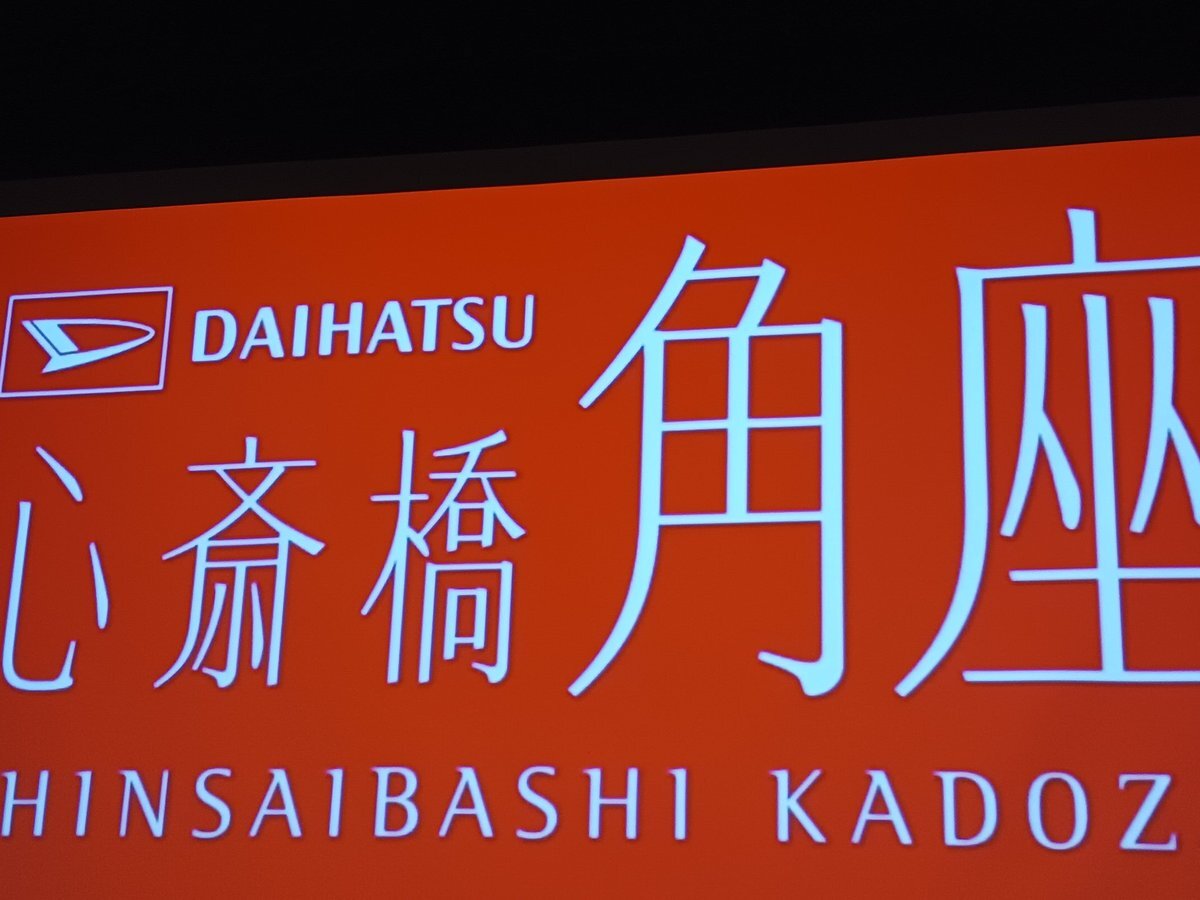 DAIHATSU
心斎橋角座
HINSAIBASHI KADOZ